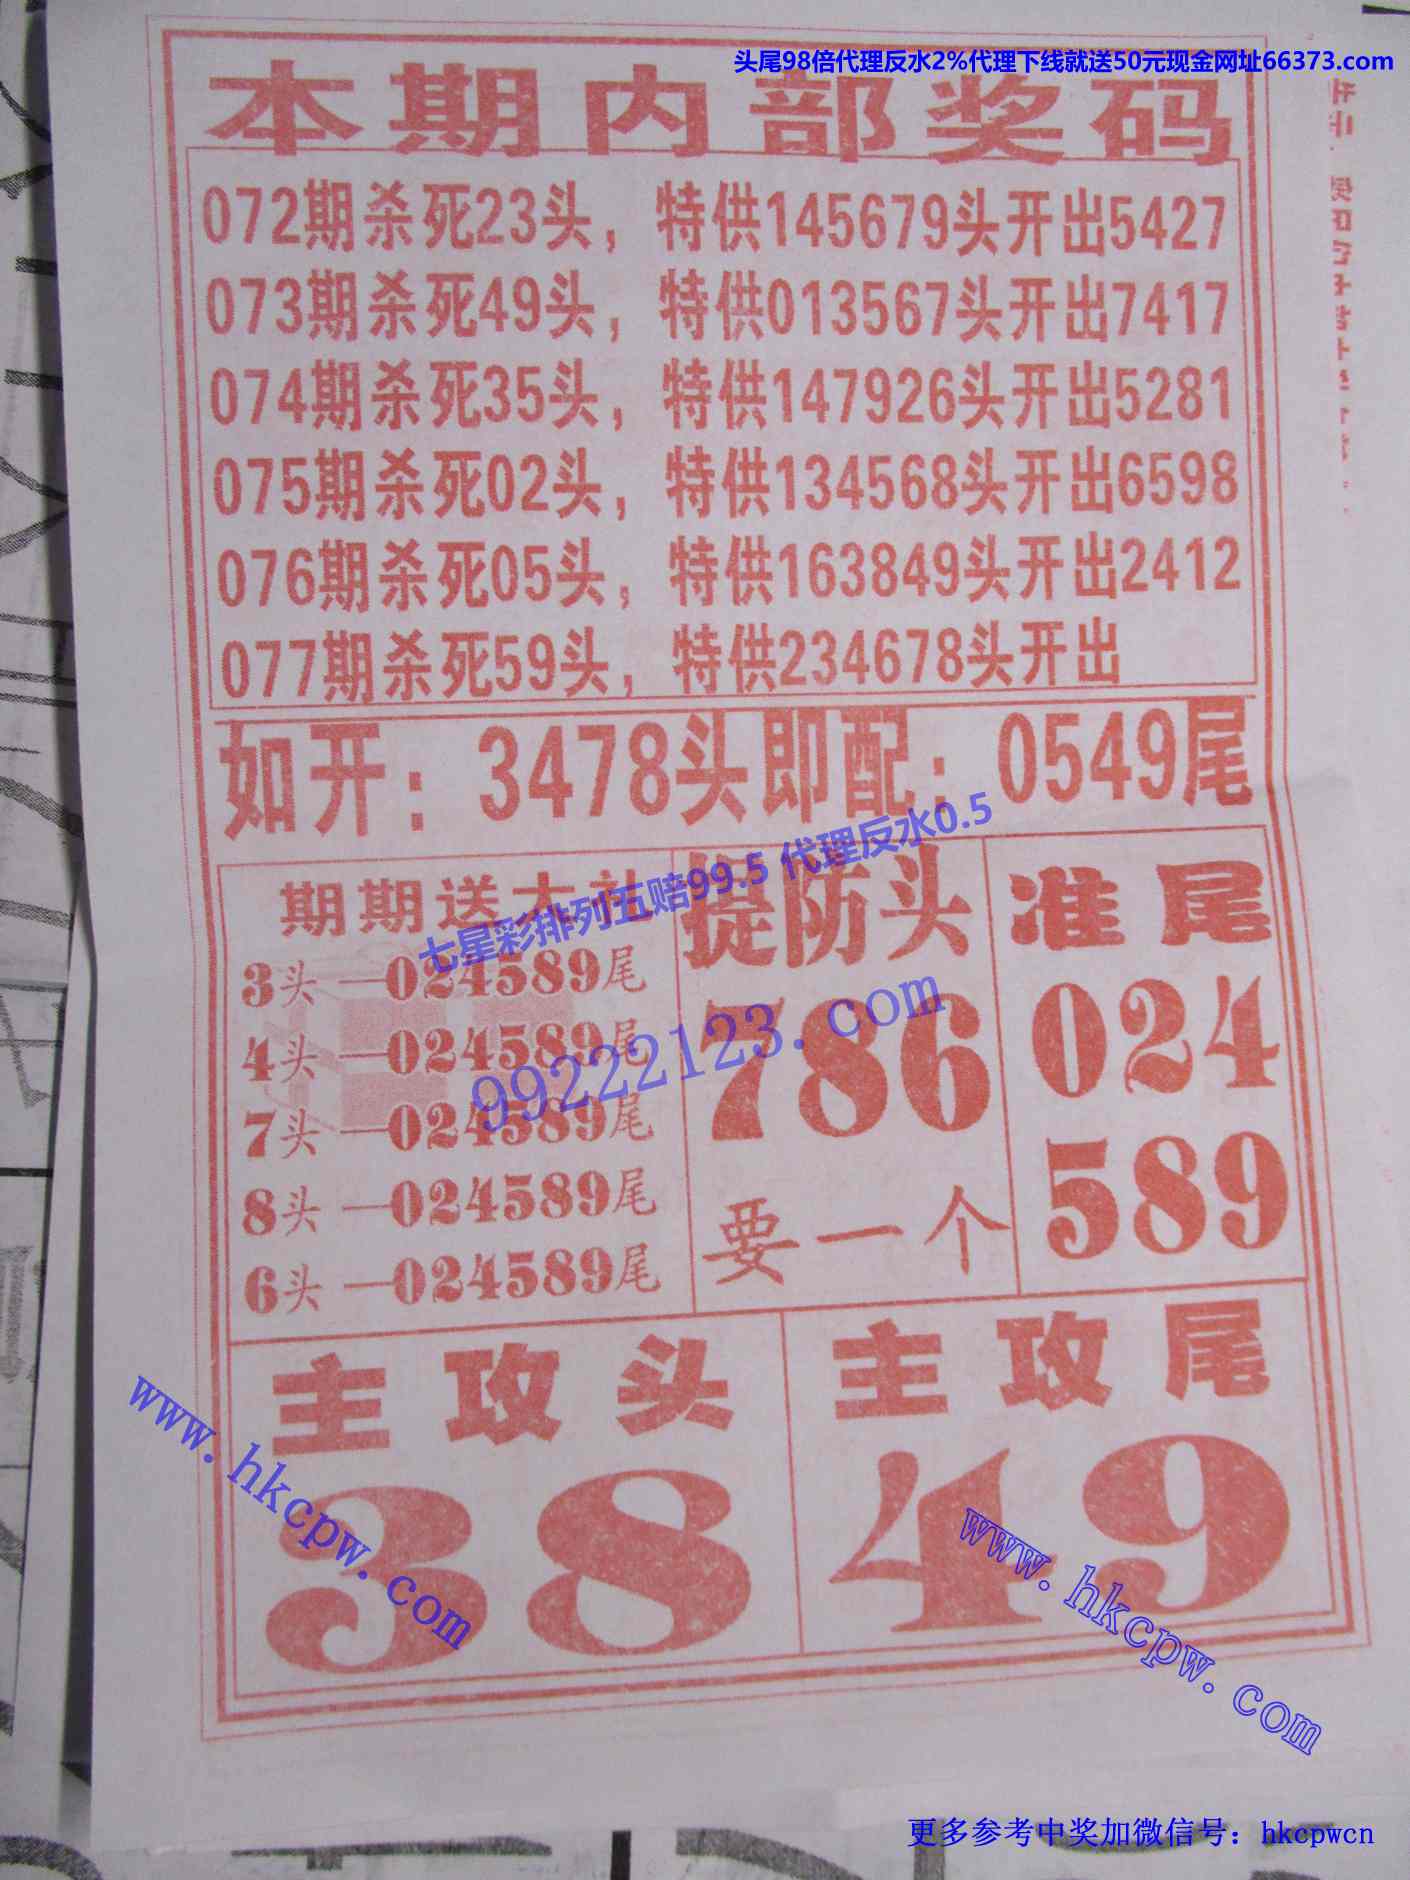 头尾98倍代理反水2%代理下线就送50元现金网址66373.com
本期内部奖码
072期杀死23头，特供145679头开出5427
073期杀死49头，特供013567头开出7417
074期杀死35头，特供147926头开出5281
075期杀死02头，特供134568头开出6598
076期杀死05头，特供163849头开出2412
077期杀死59头，特供234678头开出
如开：3478头即配：0549尾
期期送大礼
3头—024589尾
4头—024589尾
7头—024589尾
8头—024589尾
6头—024589尾
提防头
786
要一个
准尾
024
589
七星彩排列五赔99.5 代理反水0.5
99222123.com
主攻头
38
主攻尾
49
www.hkcpw.com
www.hkcpw.com
更多参考中奖加微信号：hkcpwcn